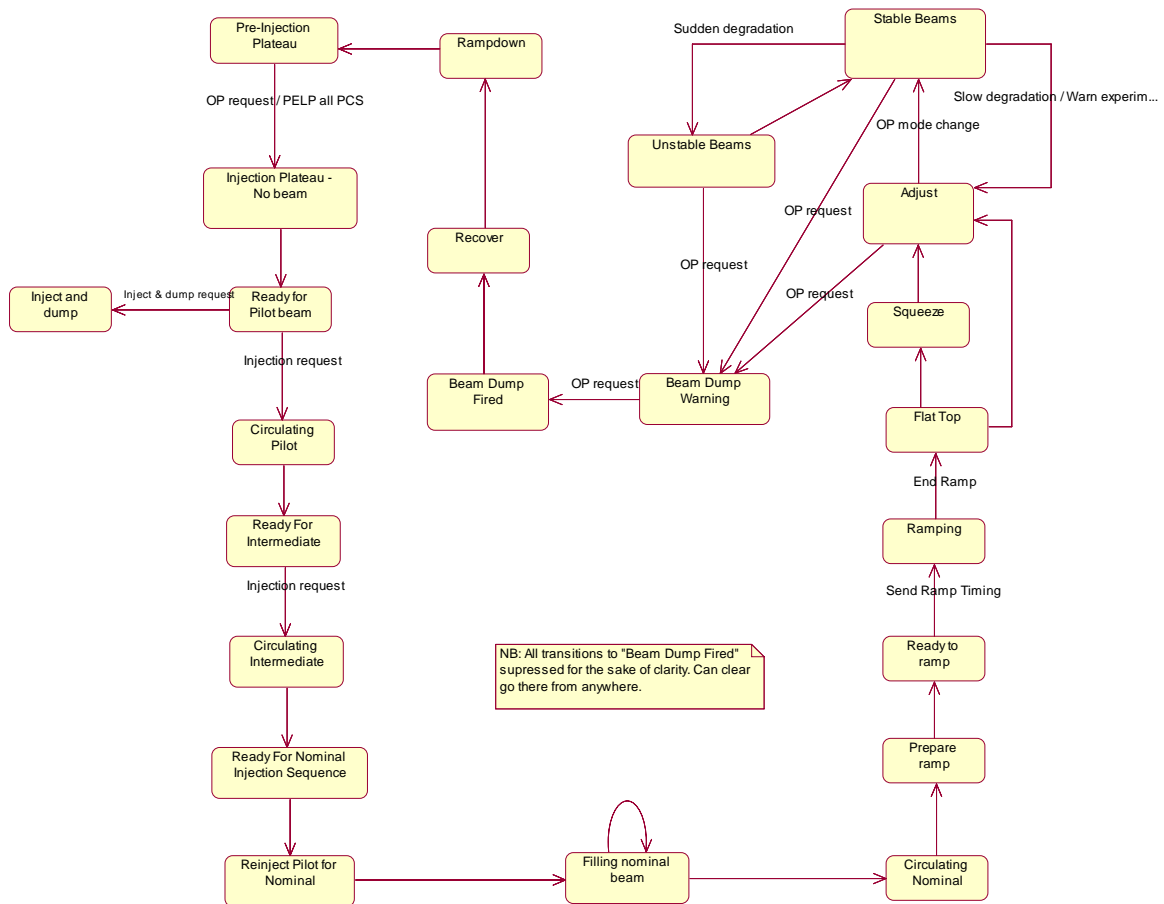 Pre-Injection
Plateau
Rampdown
Stable Beams
Sudden degradation
OP request / PELP all PCS
Slow degradation / Warn experim...
OP mode change
Unstable Beams
Injection Plateau -
No beam
Adjust
OP request
Recover
OP request
OP request
Inject and
dump
Inject & dump request
Ready for
Pilot beam
Squeeze
Injection request
Beam Dump
Fired
OP request
Beam Dump
Warning
Flat Top
Circulating
Pilot
End Ramp
Ready For
Intermediate
Ramping
Injection request
Send Ramp Timing
Circulating
Intermediate
NB: All transitions to "Beam Dump Fired"
supressed for the sake of clarity. Can clear
go there from anywhere.
Ready to
ramp
Ready For Nominal
Injection Sequence
Prepare
ramp
Reinject Pilot for
Nominal
Filling nominal
beam
Circulating
Nominal